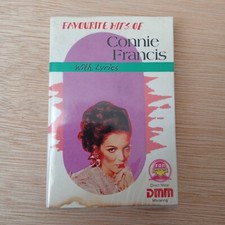 FAVOURITE HITS OF
Connie
Francis
With Lyrics
DMM